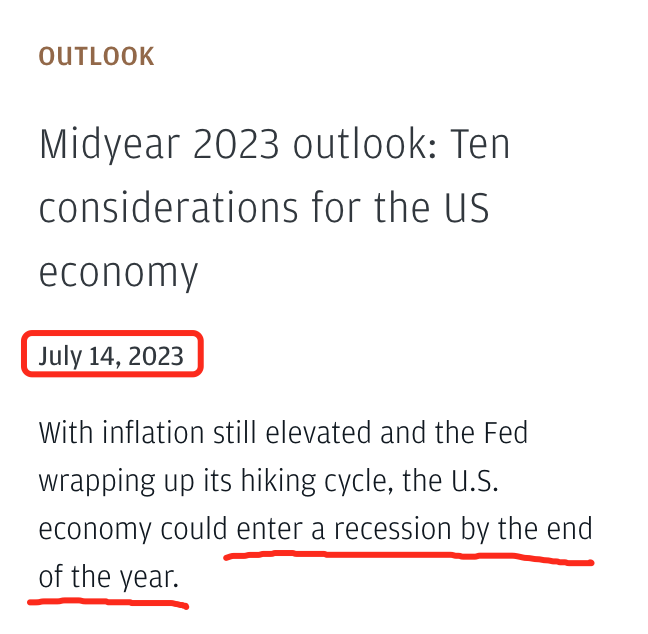 OUTLOOK
Midyear 2023 outlook: Ten
considerations for the US
economy
July 14, 2023
With inflation still elevated and the Fed
wrapping up its hiking cycle, the U.S.
economy could enter a recession by the end
of the year.